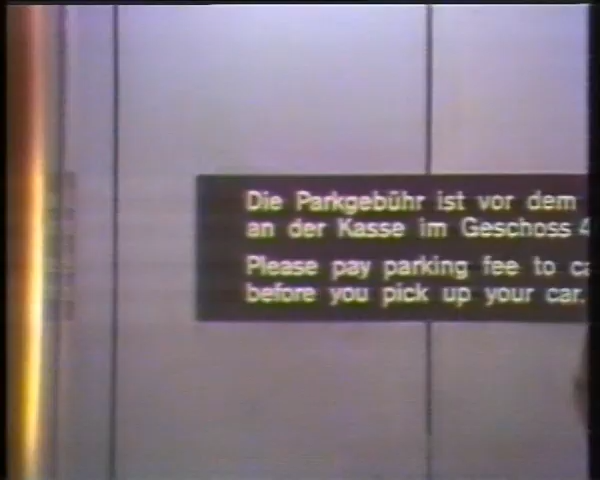 Die Parkgebühr ist vor dem
an der Kasse im Geschoss 4
Please pay parking fee to
before you pick up your car.